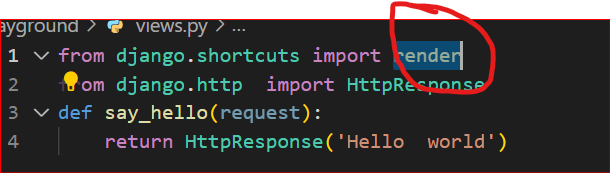 ayground > views.py > ...
1 from django.shortcuts import render
2 from django.http  import HttpResponse
3 def say_hello(request):
4     return HttpResponse('Hello  world')